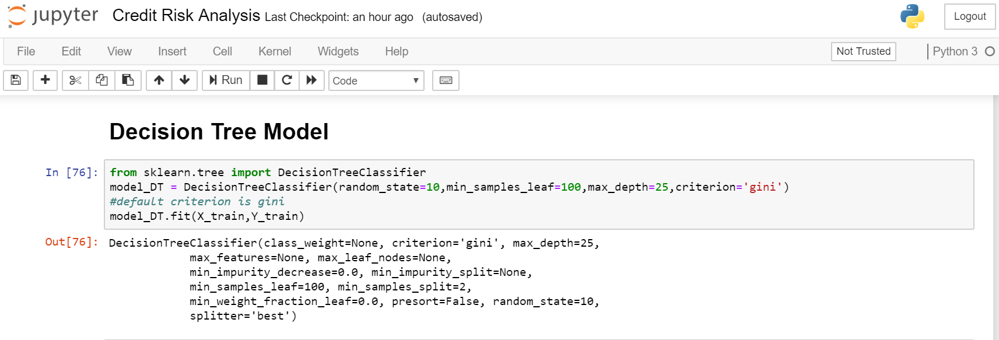 jupyter Credit Risk Analysis Last Checkpoint: an hour ago (autosaved) Logout
File Edit View Insert Cell Kernel Widgets Help Not Trusted Python 3
Run Code
Decision Tree Model
In [76]: from sklearn.tree import DecisionTreeClassifier
model_DT = DecisionTreeClassifier(random_state=10,min_samples_leaf=100,max_depth=25,criterion='gini')
#default criterion is gini
model_DT.fit(X_train,Y_train)
Out[76]: DecisionTreeClassifier(class_weight=None, criterion='gini', max_depth=25,
max_features=None, max_leaf_nodes=None,
min_impurity_decrease=0.0, min_impurity_split=None,
min_samples_leaf=100, min_samples_split=2,
min_weight_fraction_leaf=0.0, presort=False, random_state=10,
splitter='best')